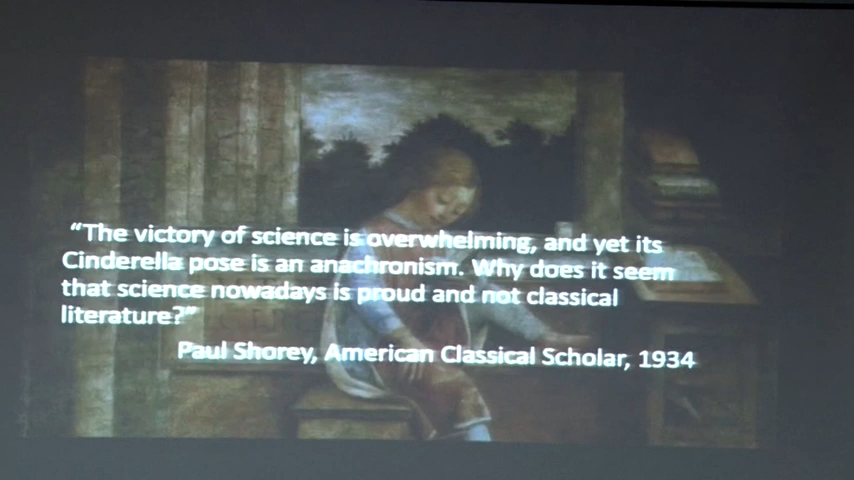 “The victory of science is overwhelming, and yet its
Cinderella pose is an anachronism. Why does it seem
that science nowadays is proud and not classical
literature?”
Paul Shorey, American Classical Scholar, 1934